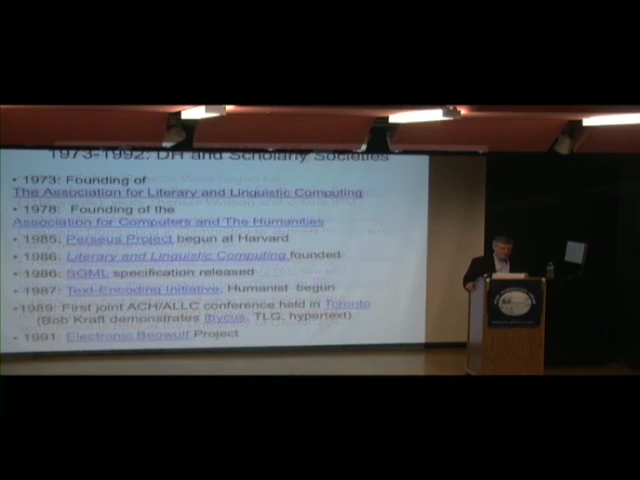 1973-1992: DH and Scholarly Societies
• 1973: Founding of
The Association for Literary and Linguistic Computing
• 1978: Founding of the
Association for Computers and The Humanities
• 1985: Perseus Project begun at Harvard
• 1986: Literary and Linguistic Computing founded
• 1986: SGML specification released
• 1987: Text-Encoding Initiative, Humanist begun
•1989: First joint ACH/ALLC conference held in Toronto
(Bob Kraft demonstrates Ibycus, TLG, hypertext)
• 1991: Electronic Beowulf Project